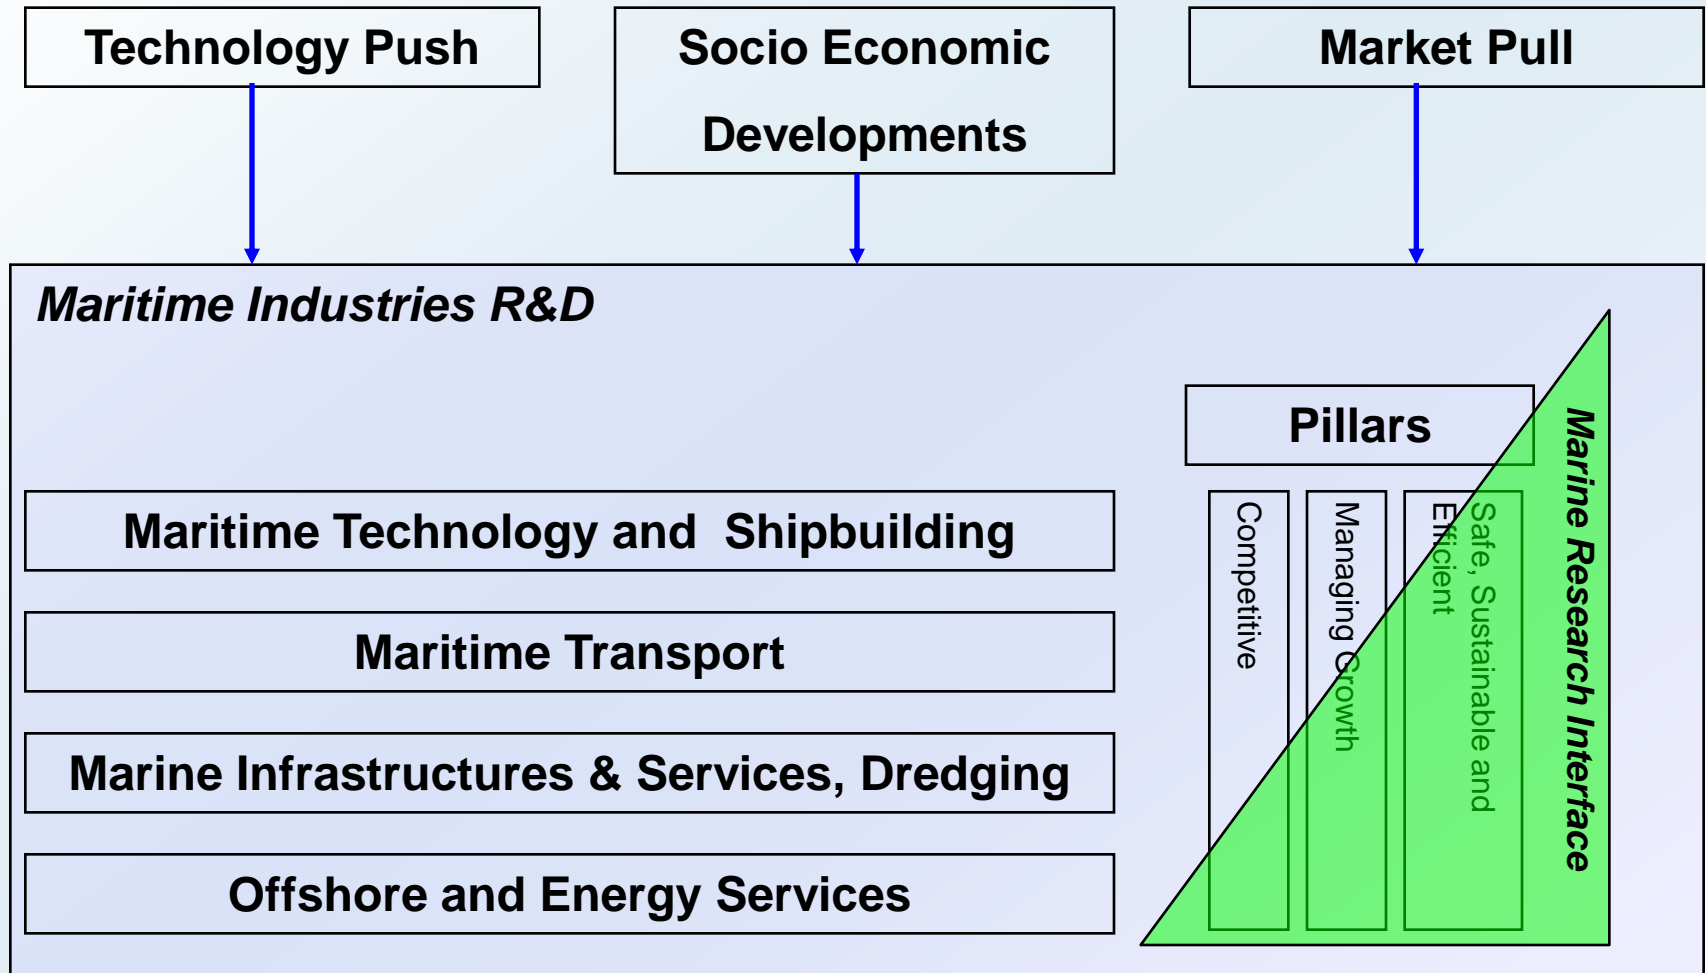 Technology Push
Socio Economic
Developments
Market Pull
Maritime Industries R&D
Pillars
Maritime Technology and  Shipbuilding
Maritime Transport
Marine Infrastructures & Services, Dredging
Offshore and Energy Services
Competitive
Managing Growth
Safe, Sustainable and
Efficient
Marine Research Interface